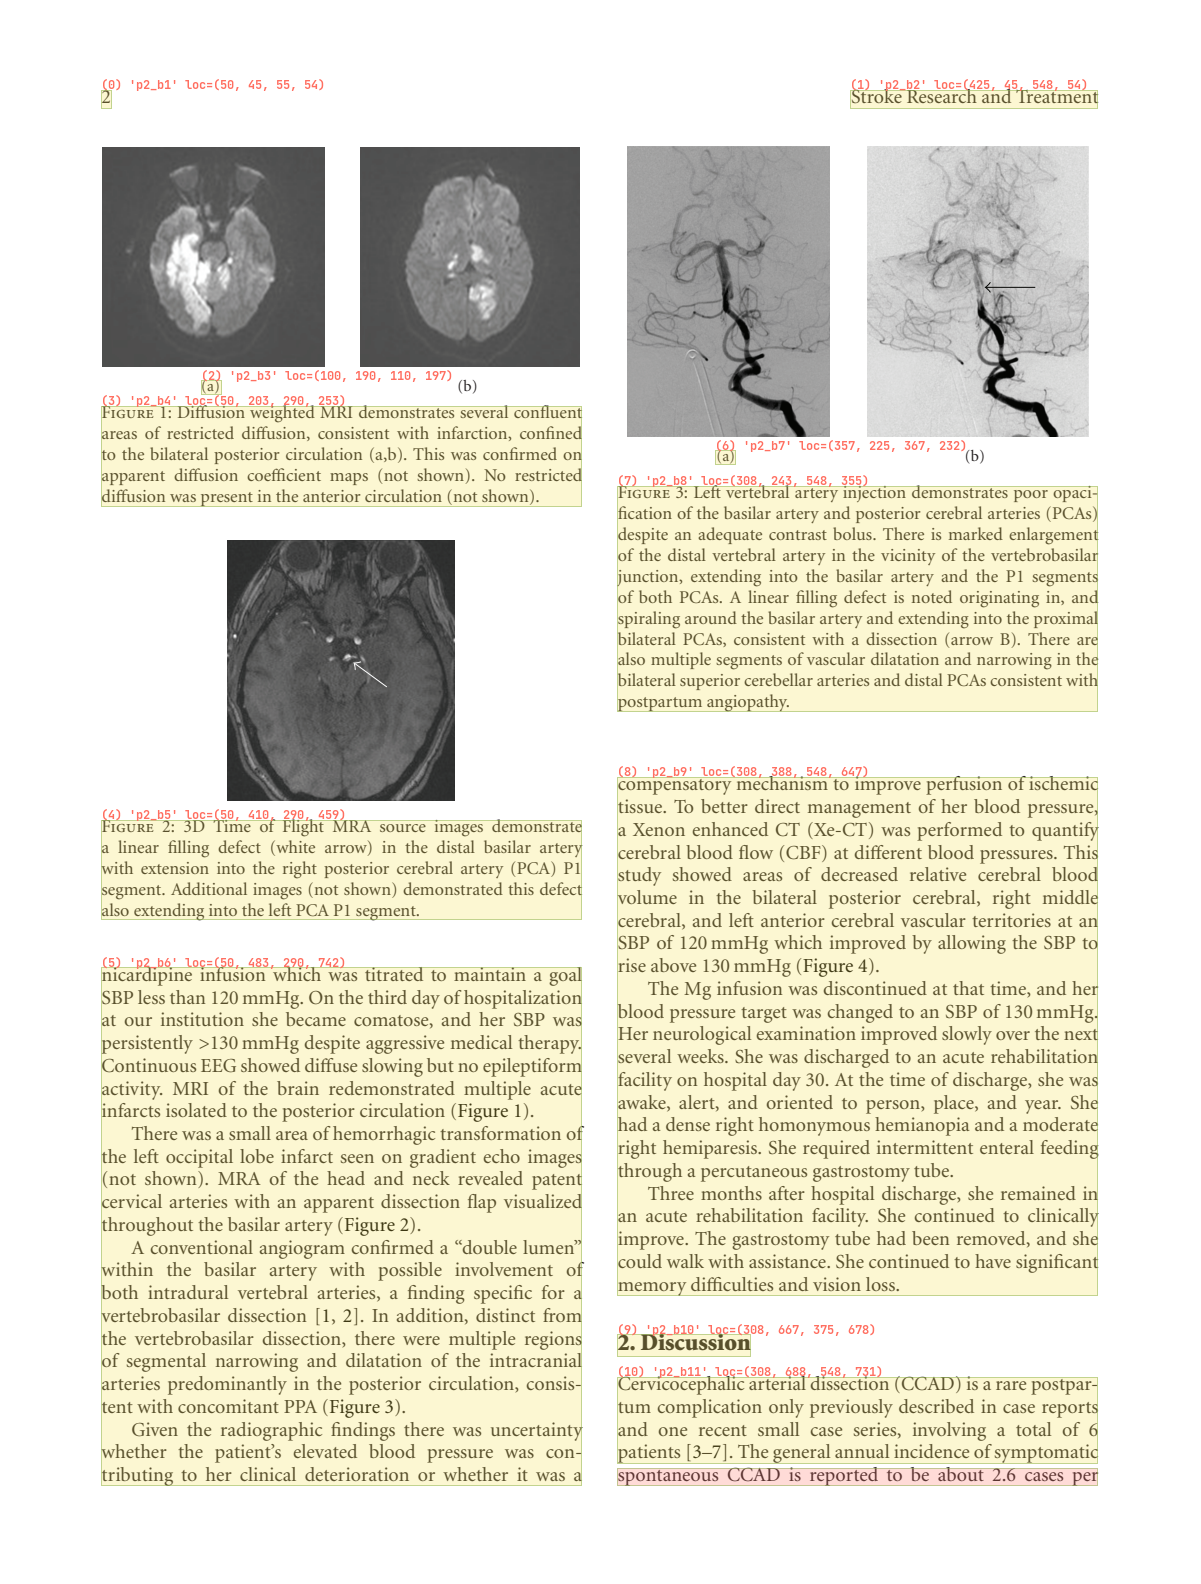 (0) 'p2_b1' loc=(50, 45, 55, 54)
2
(1) 'p2_b2' loc=(425, 45, 548, 54)
Stroke Research and Treatment
(2) 'p2_b3' loc=(100, 190, 110, 197)
(a)
(b)
(3) 'p2_b4' loc=(50, 203, 290, 253)
Figure 1: Diffusion weighted MRI demonstrates several confluent
areas of restricted diffusion, consistent with infarction, confined
to the bilateral posterior circulation (a,b). This was confirmed on
apparent diffusion coefficient maps (not shown). No restricted
diffusion was present in the anterior circulation (not shown).
(4) 'p2_b5' loc=(50, 410, 290, 459)
Figure 2: 3D Time of Flight MRA source images demonstrate
a linear filling defect (white arrow) in the distal basilar artery
with extension into the right posterior cerebral artery (PCA) P1
segment. Additional images (not shown) demonstrated this defect
also extending into the left PCA P1 segment.
(5) 'p2_b6' loc=(50, 483, 290, 742)
nicardipine infusion which was titrated to maintain a goal
SBP less than 120 mmHg. On the third day of hospitalization
at our institution she became comatose, and her SBP was
persistently >130 mmHg despite aggressive medical therapy.
Continuous EEG showed diffuse slowing but no epileptiform
activity. MRI of the brain redemonstrated multiple acute
infarcts isolated to the posterior circulation (Figure 1).
There was a small area of hemorrhagic transformation of
the left occipital lobe infarct seen on gradient echo images
(not shown). MRA of the head and neck revealed patent
cervical arteries with an apparent dissection flap visualized
throughout the basilar artery (Figure 2).
A conventional angiogram confirmed a “double lumen”
within the basilar artery with possible involvement of
both intradural vertebral arteries, a finding specific for a
vertebrobasilar dissection [1, 2]. In addition, distinct from
the vertebrobasilar dissection, there were multiple regions
of segmental narrowing and dilatation of the intracranial
arteries predominantly in the posterior circulation, consis-
tent with concomitant PPA (Figure 3).
Given the radiographic findings there was uncertainty
whether the patient’s elevated blood pressure was con-
tributing to her clinical deterioration or whether it was a
(6) 'p2_b7' loc=(357, 225, 367, 232)
(a)
(b)
(7) 'p2_b8' loc=(308, 243, 548, 355)
Figure 3: Left vertebral artery injection demonstrates poor opaci-
fication of the basilar artery and posterior cerebral arteries (PCAs)
despite an adequate contrast bolus. There is marked enlargement
of the distal vertebral artery in the vicinity of the vertebrobasilar
junction, extending into the basilar artery and the P1 segments
of both PCAs. A linear filling defect is noted originating in, and
spiraling around the basilar artery and extending into the proximal
bilateral PCAs, consistent with a dissection (arrow B). There are
also multiple segments of vascular dilatation and narrowing in the
bilateral superior cerebellar arteries and distal PCAs consistent with
postpartum angiopathy.
(8) 'p2_b9' loc=(308, 388, 548, 647)
compensatory mechanism to improve perfusion of ischemic
tissue. To better direct management of her blood pressure,
a Xenon enhanced CT (Xe-CT) was performed to quantify
cerebral blood flow (CBF) at different blood pressures. This
study showed areas of decreased relative cerebral blood
volume in the bilateral posterior cerebral, right middle
cerebral, and left anterior cerebral vascular territories at an
SBP of 120 mmHg which improved by allowing the SBP to
rise above 130 mmHg (Figure 4).
The Mg infusion was discontinued at that time, and her
blood pressure target was changed to an SBP of 130 mmHg.
Her neurological examination improved slowly over the next
several weeks. She was discharged to an acute rehabilitation
facility on hospital day 30. At the time of discharge, she was
awake, alert, and oriented to person, place, and year. She
had a dense right homonymous hemianopia and a moderate
right hemiparesis. She required intermittent enteral feeding
through a percutaneous gastrostomy tube.
Three months after hospital discharge, she remained in
an acute rehabilitation facility. She continued to clinically
improve. The gastrostomy tube had been removed, and she
could walk with assistance. She continued to have significant
memory difficulties and vision loss.
(9) 'p2_b10' loc=(308, 667, 375, 678)
2. Discussion
(10) 'p2_b11' loc=(308, 688, 548, 731)
Cervicocephalic arterial dissection (CCAD) is a rare postpar-
tum complication only previously described in case reports
and one recent small case series, involving a total of 6
patients [3–7]. The general annual incidence of symptomatic
spontaneous CCAD is reported to be about 2.6 cases per